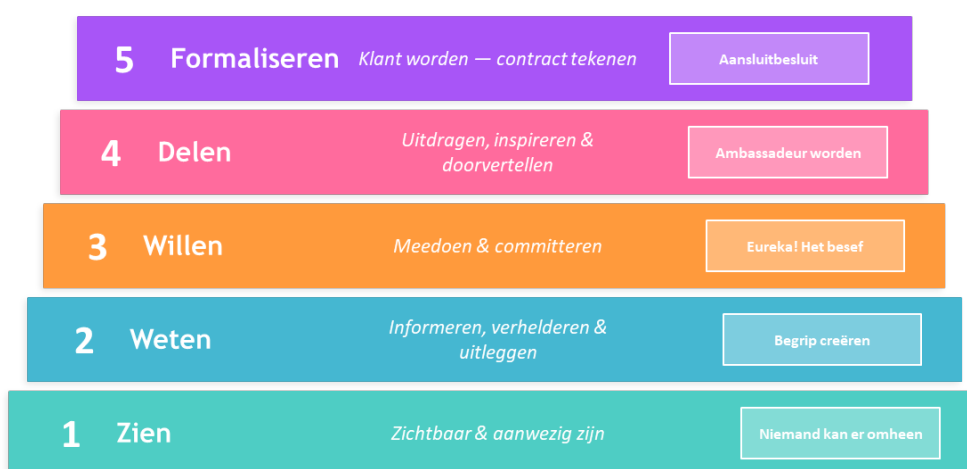 5 Formaliseren Klant worden — contract tekenen Aansluitbesluit
4 Delen Uitdragen, inspireren &
doorvertellen Ambassadeur worden
3 Willen Meedoen & committeren Eureka! Het besef
2 Weten Informeren, verhelderen &
uitleggen Begrip creëren
1 Zien Zichtbaar & aanwezig zijn Niemand kan er omheen